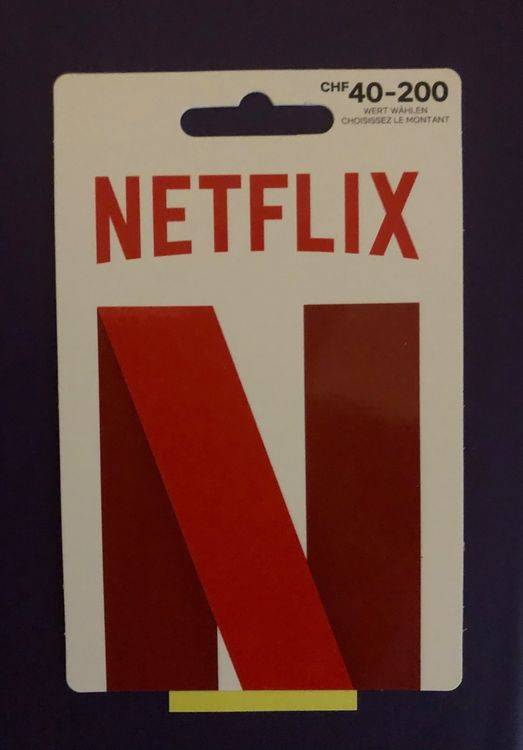 CHF40-200
WERT WÄHLEN
CHOISISSEZ LE MONTANT
NETFLIX
N